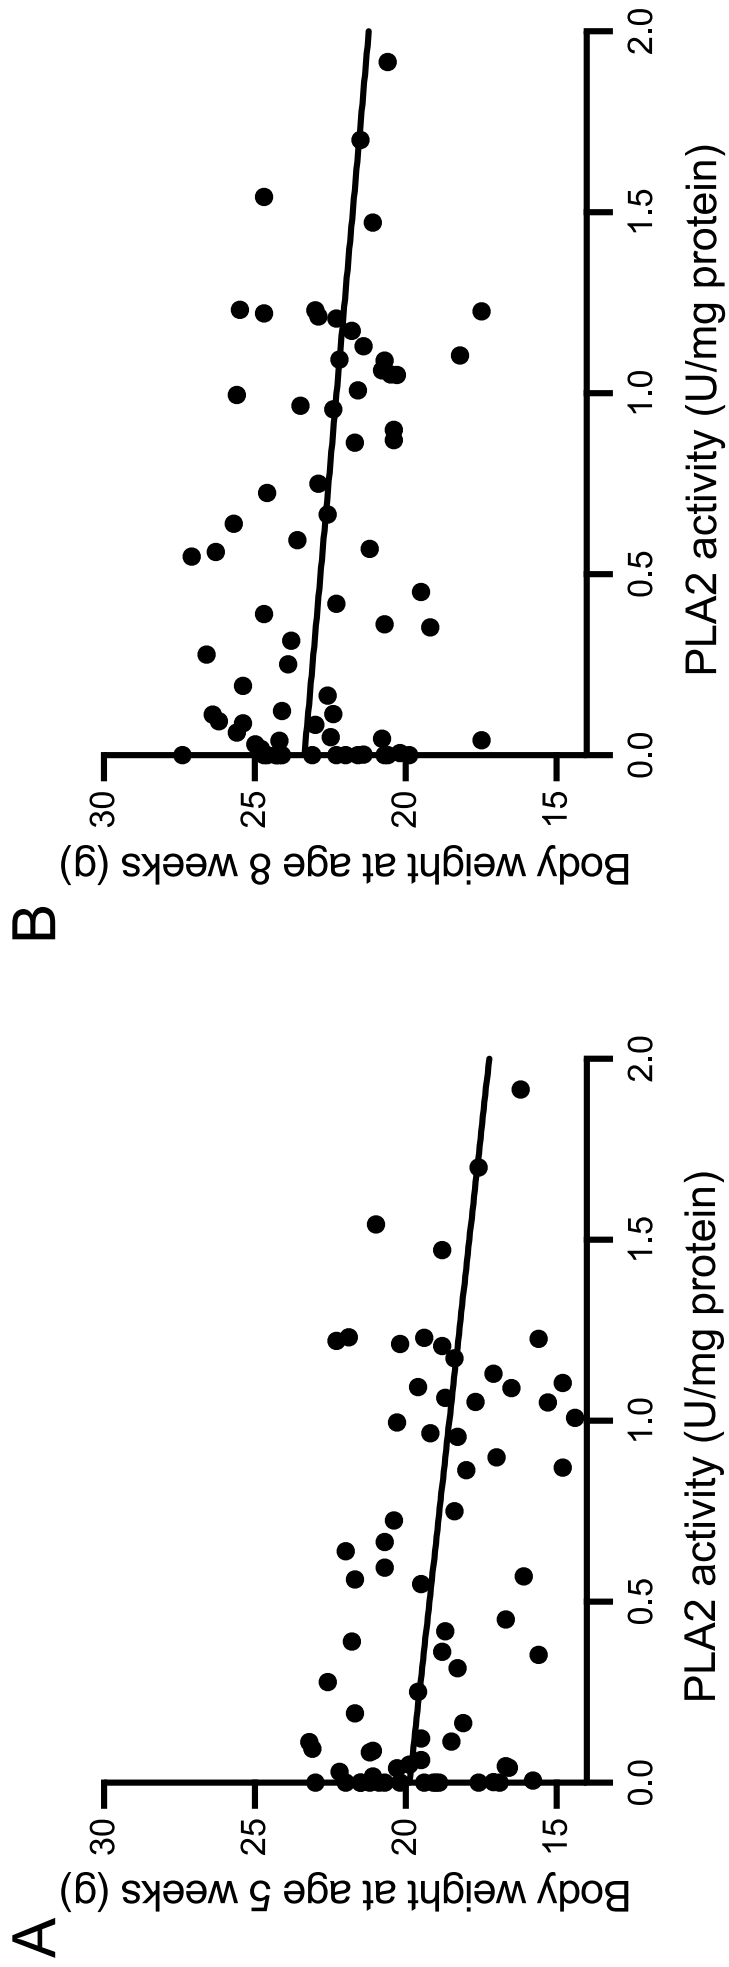 A
Body weight at age 5 weeks (g)
30
25
20
15
0.0 0.5 1.0 1.5 2.0
PLA2 activity (U/mg protein)
B
Body weight at age 8 weeks (g)
30
25
20
15
0.0 0.5 1.0 1.5 2.0
PLA2 activity (U/mg protein)